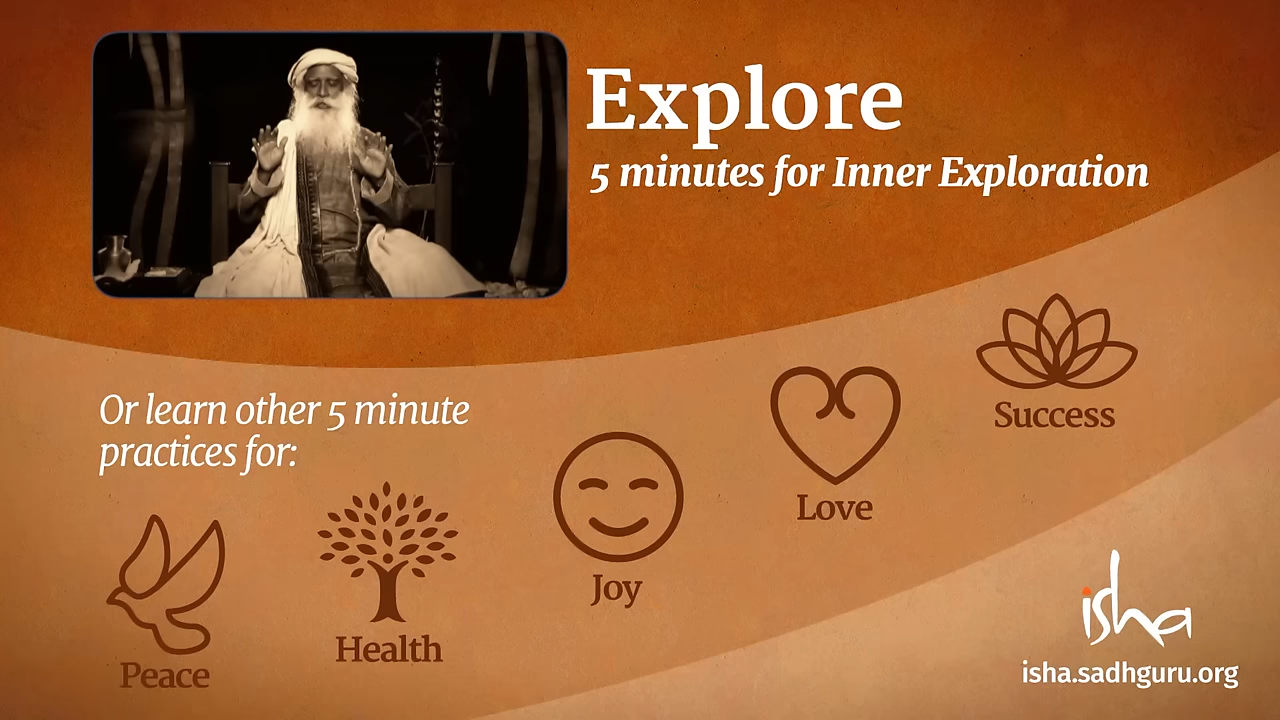 Explore
5 minutes for Inner Exploration
Or learn other 5 minute
practices for:
Peace
Health
Joy
Love
Success
isha
isha.sadhguru.org